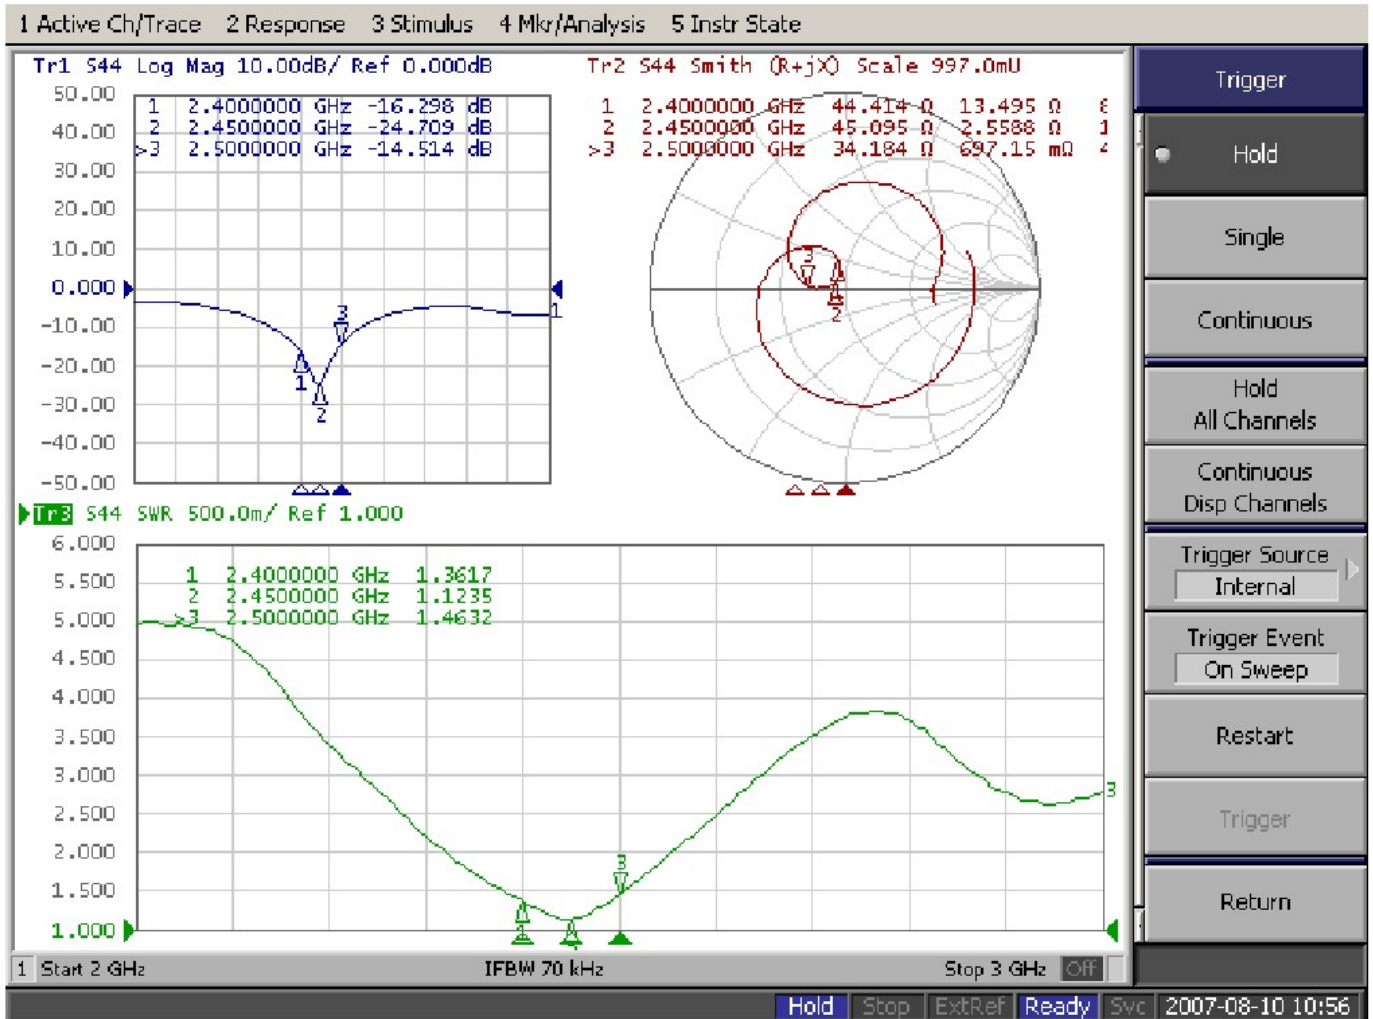 1 Active Ch/Trace 2 Response 3 Stimulus 4 Mkr/Analysis 5 Instr State
Tr1 S44 Log Mag 10.00dB/ Ref 0.000dB
50.00
40.00
30.00
20.00
10.00
0.000
-10.00
-20.00
-30.00
-40.00
-50.00
1 2.4000000 GHz -16.298 dB
2 2.4500000 GHz -24.709 dB
>3 2.5000000 GHz -14.514 dB
3
1
1
2
Tr2 S44 Smith (R+jX) Scale 997.0mU
1 2.4000000 GHz 44.414 Ω 13.495 Ω
2 2.4500000 GHz 45.095 Ω 2.5588 Ω
>3 2.5000000 GHz 34.184 Ω 697.15 mΩ
3
2
Tr3 S44 SWR 500.0m/ Ref 1.000
6.000
5.500
5.000
4.500
4.000
3.500
3.000
2.500
2.000
1.500
1.000
1 2.4000000 GHz 1.3617
2 2.4500000 GHz 1.1235
>3 2.5000000 GHz 1.4632
3
3
1 Start 2 GHz IFBW 70 kHz Stop 3 GHz Off
Trigger
Hold
Single
Continuous
Hold
All Channels
Continuous
Disp Channels
Trigger Source
Internal
Trigger Event
On Sweep
Restart
Trigger
Return
Hold Stop ExtRef Ready Svc 2007-08-10 10:56